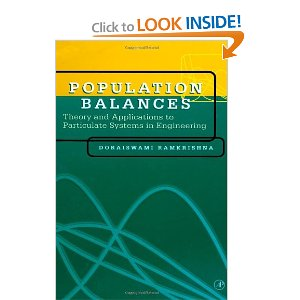 Click to LOOK INSIDE!
POPULATION
BALANCES
Theory and Applications to
Particulate Systems in Engineering
DORAISWAMI RAMKRISHNA